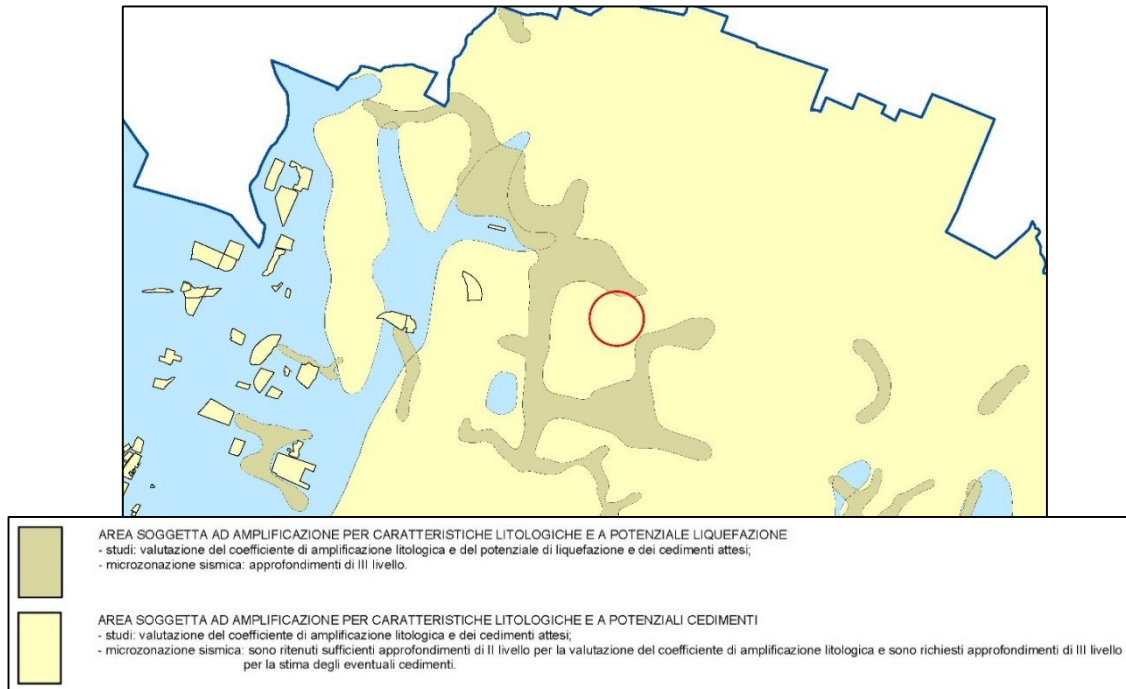 AREA SOGGETTA AD AMPLIFICAZIONE PER CARATTERISTICHE LITOLOGICHE E A POTENZIALE LIQUEFAZIONE
- studi: valutazione del coefficiente di amplificazione litologica e del potenziale di liquefazione e dei cedimenti attesi;
- microzonazione sismica: approfondimenti di III livello.
AREA SOGGETTA AD AMPLIFICAZIONE PER CARATTERISTICHE LITOLOGICHE E A POTENZIALI CEDIMENTI
- studi: valutazione del coefficiente di amplificazione litologica e dei cedimenti attesi;
- microzonazione sismica: sono ritenuti sufficienti approfondimenti di II livello per la valutazione del coefficiente di amplificazione litologica e sono richiesti approfondimenti di III livello
per la stima degli eventuali cedimenti.